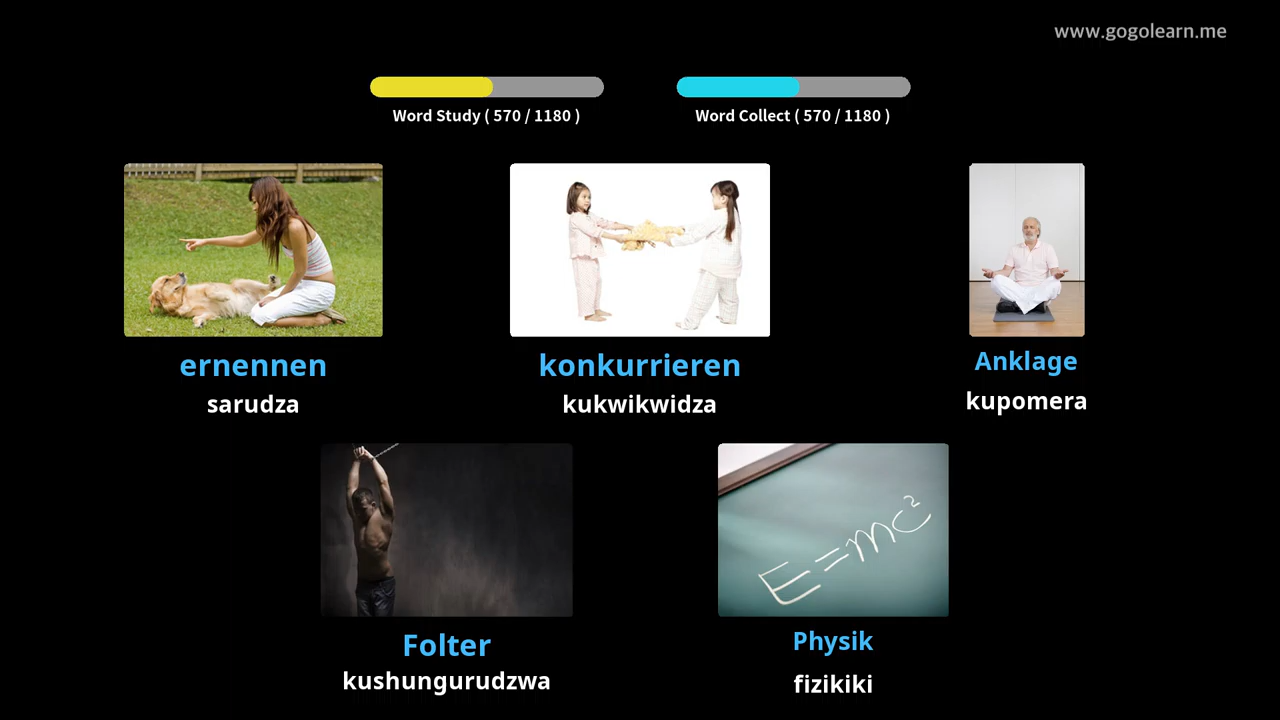 www.gogolearn.me
Word Study ( 570 / 1180 )
Word Collect ( 570 / 1180 )
ernennen
sarudza
konkurrieren
kukwikwidza
Anklage
kupomera
E=mc²
Folter
kushungurudzwa
Physik
fizikiki